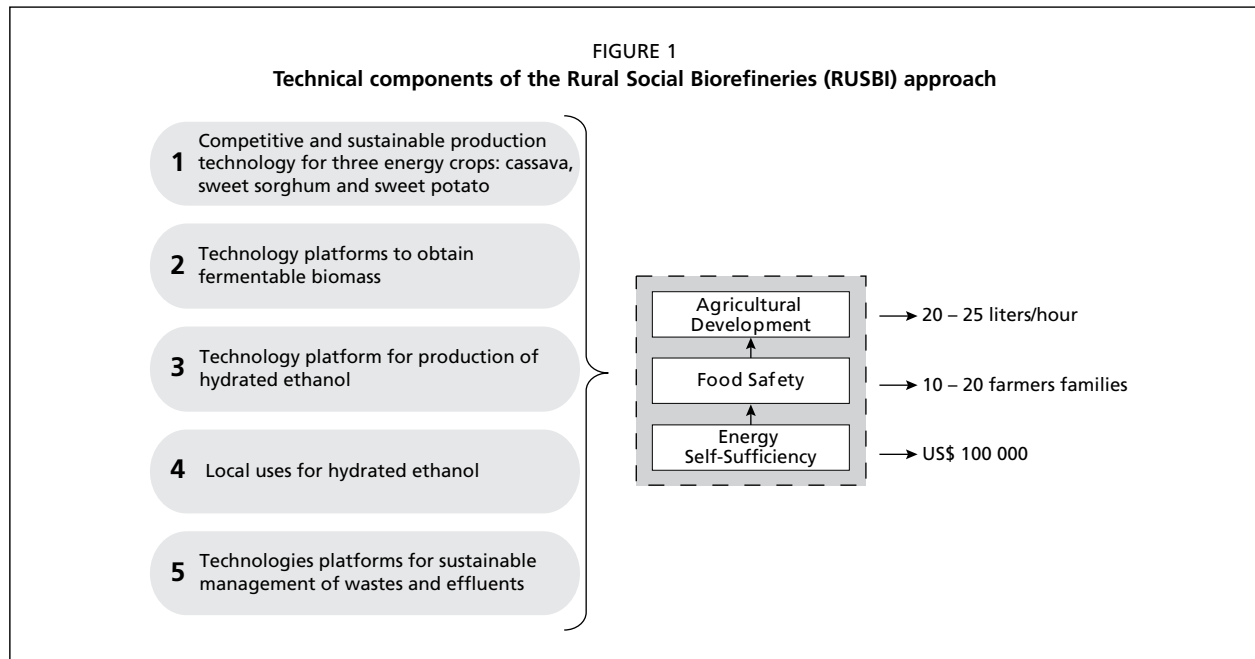 FIGURE 1
Technical components of the Rural Social Biorefineries (RUSBI) approach
1 Competitive and sustainable production
technology for three energy crops: cassava,
sweet sorghum and sweet potato
2 Technology platforms to obtain
fermentable biomass
3 Technology platform for production of
hydrated ethanol
4 Local uses for hydrated ethanol
5 Technologies platforms for sustainable
management of wastes and effluents
Agricultural
Development
20 – 25 liters/hour
Food Safety
10 – 20 farmers families
Energy
Self-Sufficiency
US$ 100 000